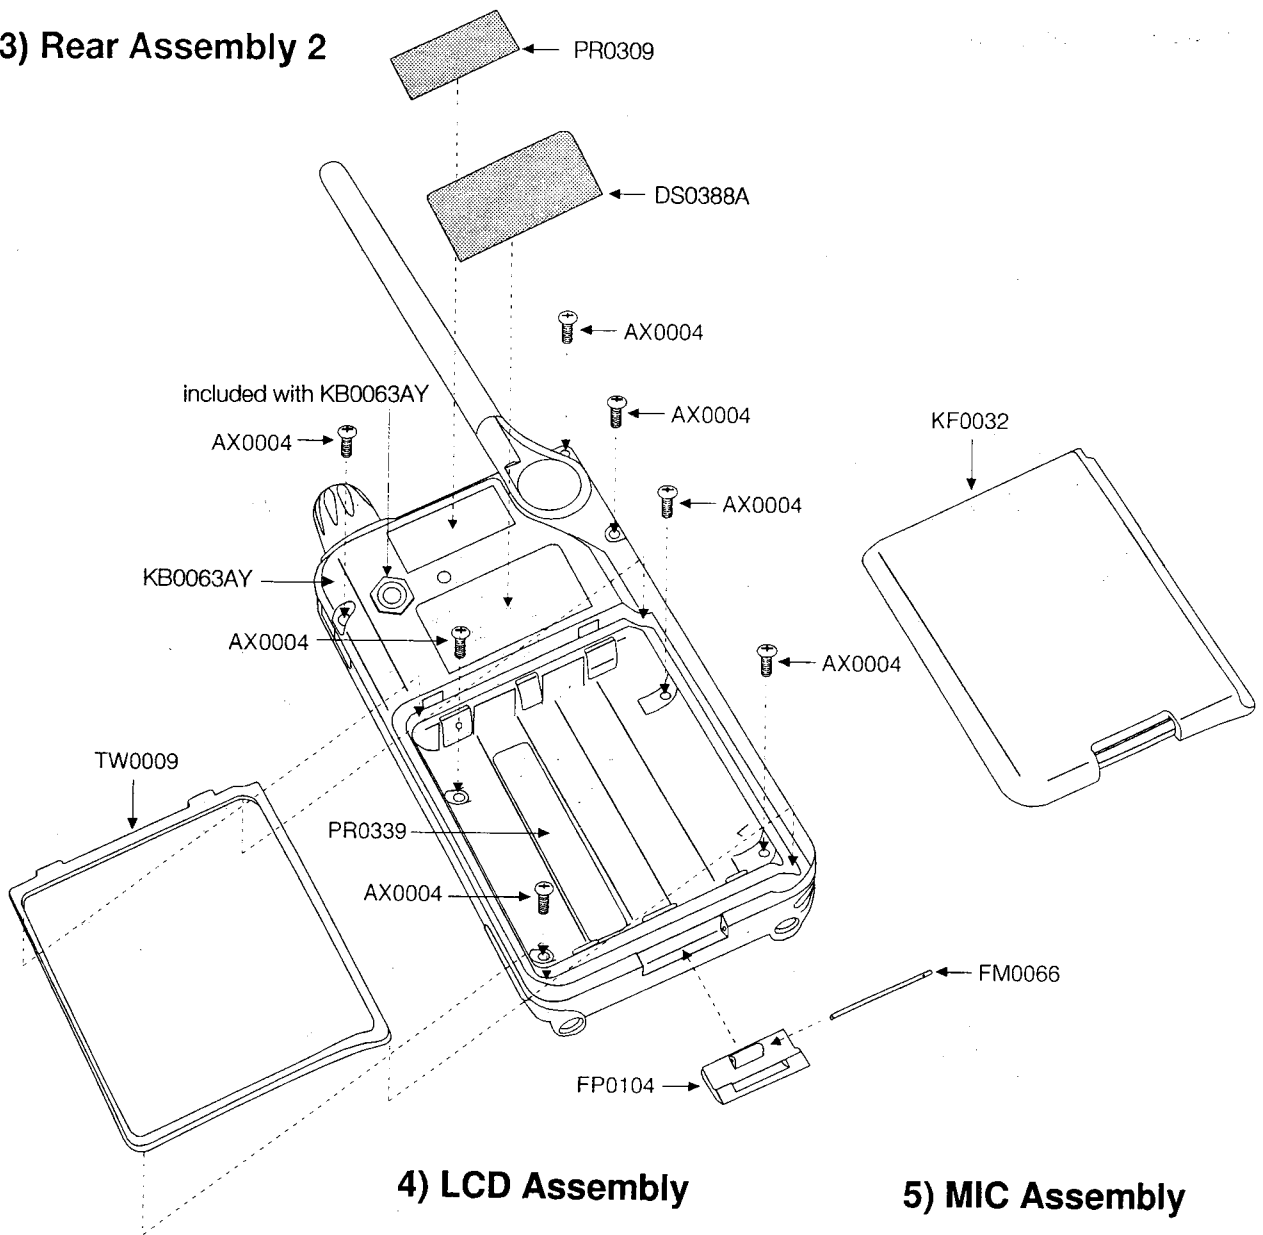 3) Rear Assembly 2
PR0309
DS0388A
AX0004
included with KB0063AY
AX0004
KF0032
AX0004
AX0004
KB0063AY
AX0004
AX0004
TW0009
PR0339
AX0004
FM0066
FP0104
4) LCD Assembly
5) MIC Assembly